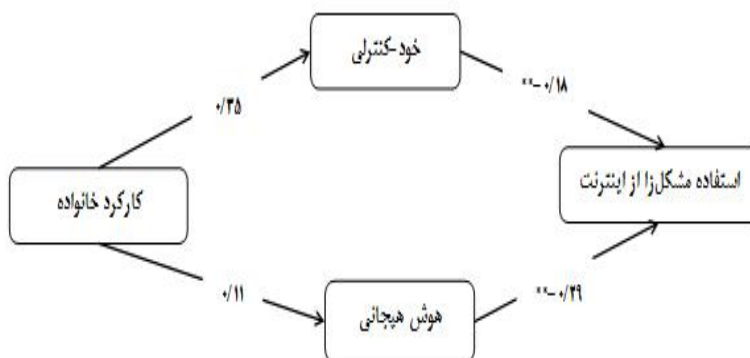 خود-کنترلی
**-۰/۱۸
۰/۳۵
استفاده مشکل‌زا از اینترنت
کارکرد خانواده
۰/۱۱
**-۰/۲۹
هوش هیجانی